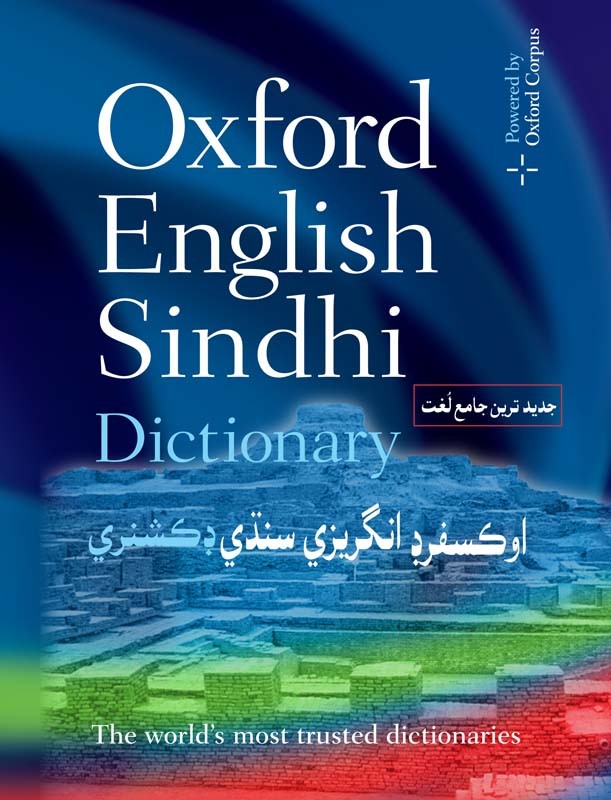 Powered by
Oxford Corpus
Oxford
English
Sindhi
Dictionary
جديد ترين جامع لُغت
اوڪسفرڊ انگريزي سنڌي ڊڪشنري
The world's most trusted dictionaries